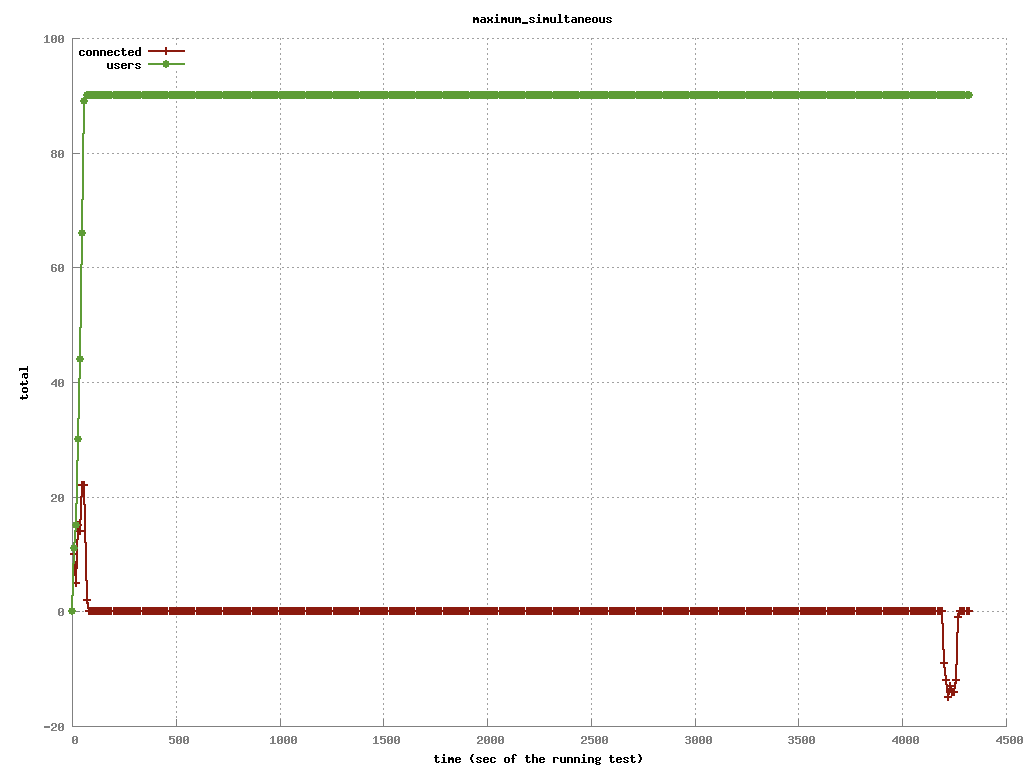 maximum_simultaneous
100
connected
users
80
60
total
40
20
0
-20
0 500 1000 1500 2000 2500 3000 3500 4000 4500
time (sec of the running test)